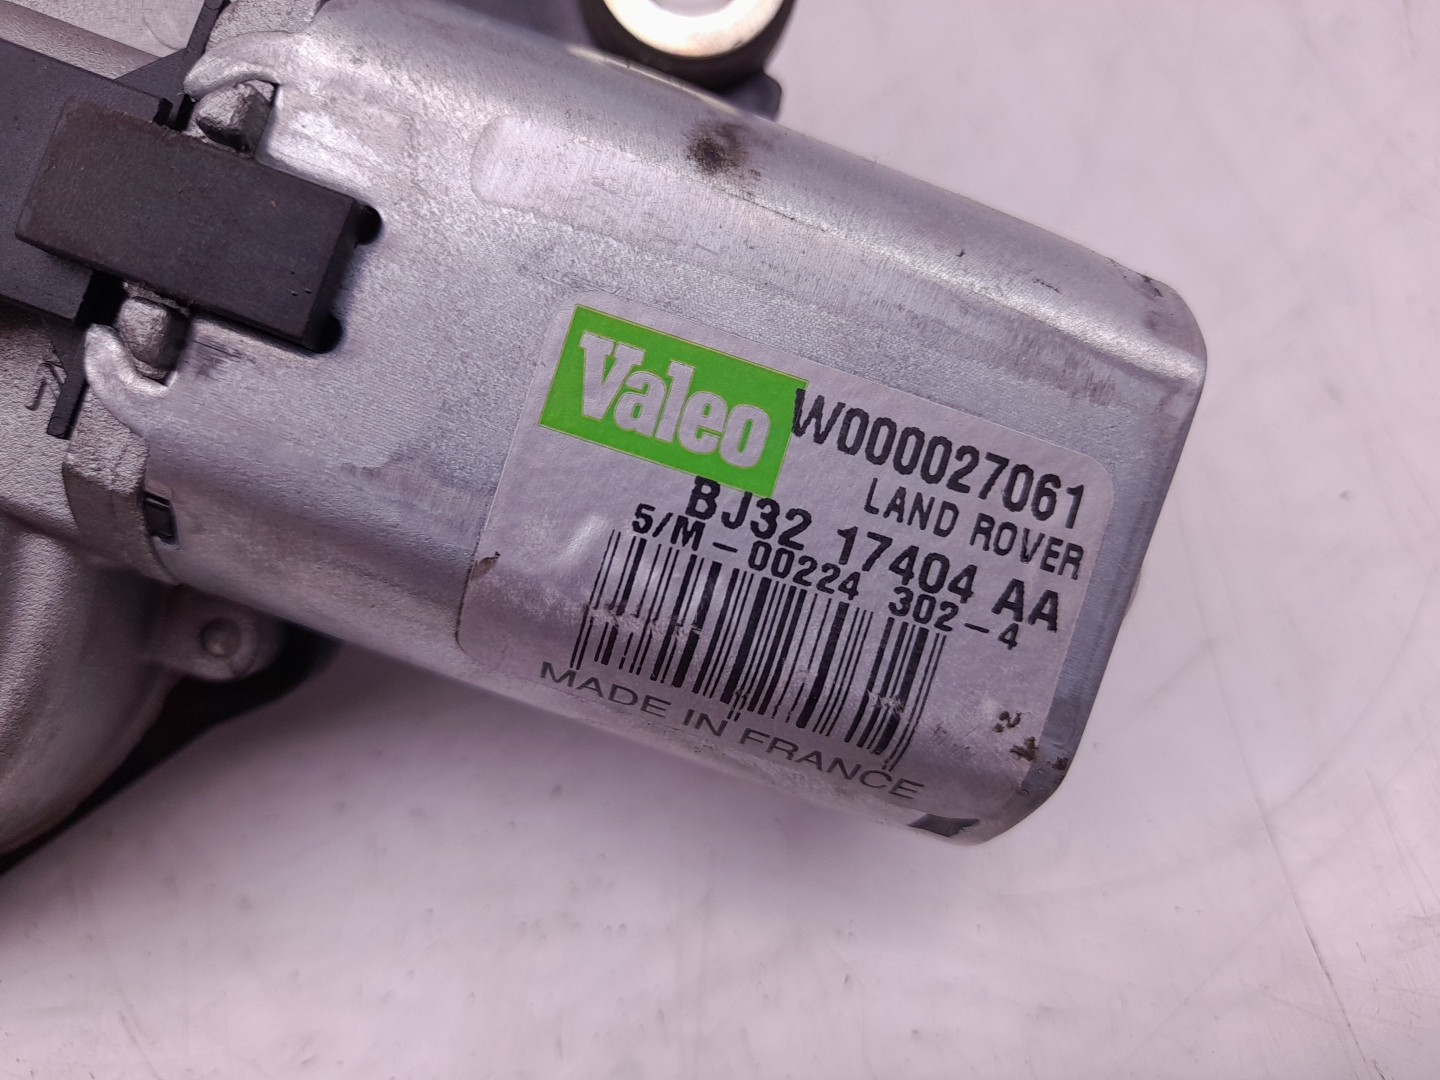 Valeo
W000027061
LAND ROVER
BJ32 17404 AA
5/M-00224 302-4
MADE IN FRANCE